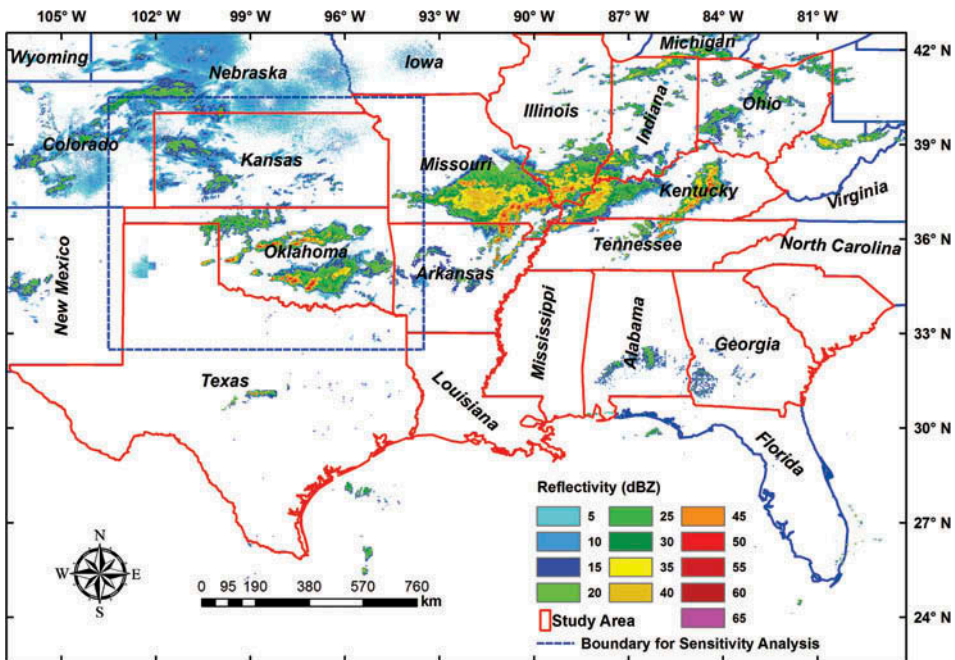 105°W 102°W 99°W 96°W 93°W 90°W 87°W 84°W 81°W
Wyoming
Nebraska
Iowa
Michigan
42°N
Illinois
Indiana
Ohio
Colorado
Kansas
Missouri
39°N
Kentucky
Virginia
Oklahoma
Arkansas
Tennessee
North Carolina
36°N
New Mexico
Mississippi
Alabama
Georgia
33°N
Texas
Louisiana
30°N
Florida
Reflectivity (dBZ)
5 25 45
10 30 50
15 35 55
20 40 60
65
Study Area
Boundary for Sensitivity Analysis
27°N
24°N
N
W E
S
0 95 190 380 570 760
km